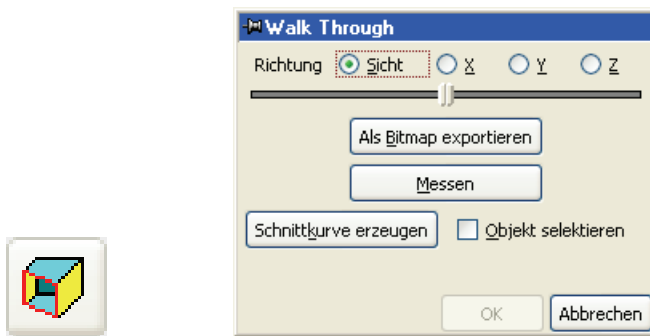 Walk Through
Richtung Sicht X Y Z
Als Bitmap exportieren
Messen
Schnittkurve erzeugen Objekt selektieren
OK Abbrechen